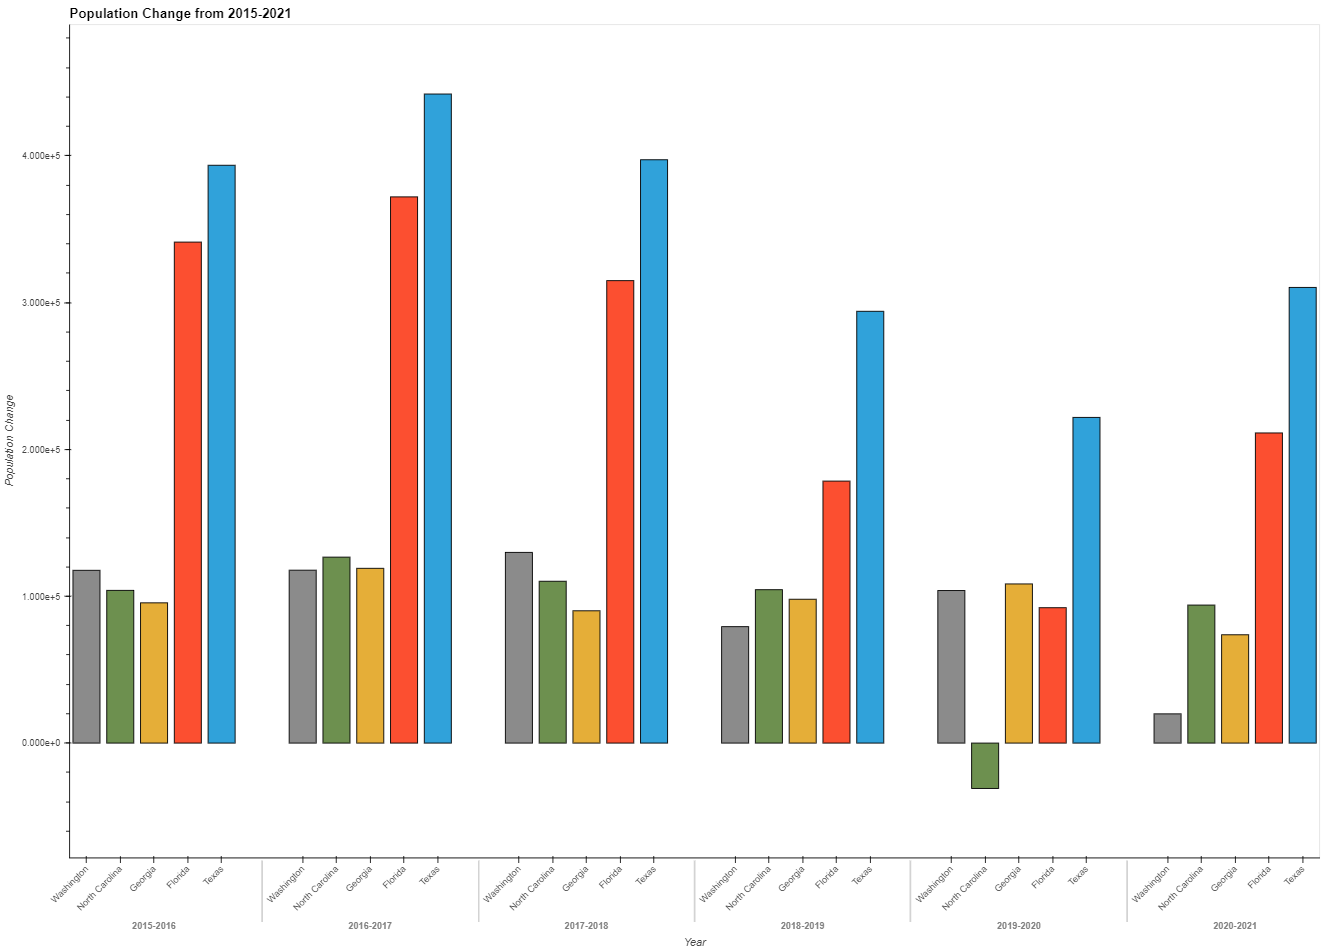 Population Change from 2015-2021
4.000e+5
3.000e+5
2.000e+5
1.000e+5
0.000e+0
Population Change
Washington
North Carolina
Georgia
Florida
Texas
Washington
North Carolina
Georgia
Florida
Texas
Washington
North Carolina
Georgia
Florida
Texas
Washington
North Carolina
Georgia
Florida
Texas
Washington
North Carolina
Georgia
Florida
Texas
Washington
North Carolina
Georgia
Florida
Texas
2015-2016
2016-2017
2017-2018
2018-2019
2019-2020
2020-2021
Year